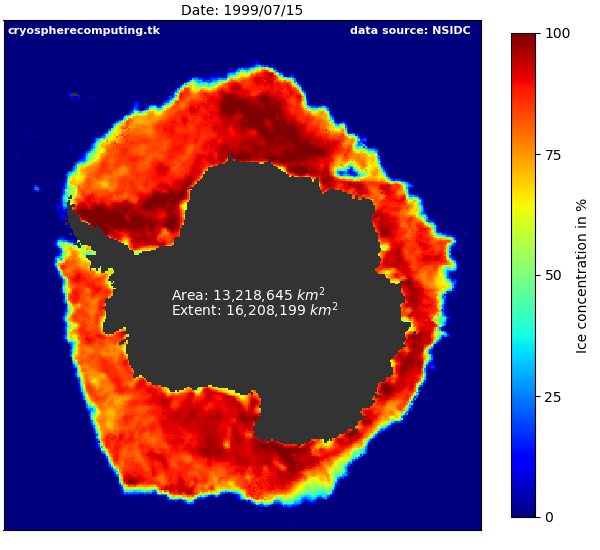 Date: 1999/07/15
cryospherecomputing.tk data source: NSIDC
100
75
50
25
0
Ice concentration in %
Area: 13,218,645 km²
Extent: 16,208,199 km²